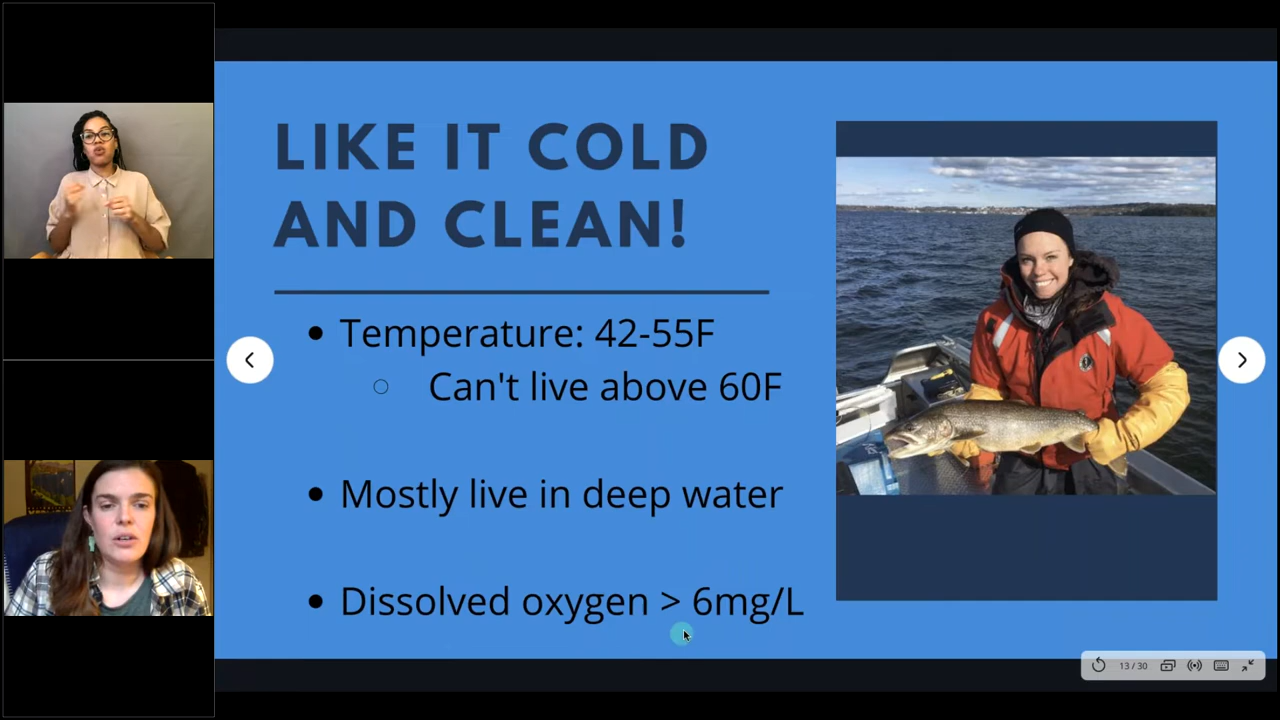 LIKE IT COLD
AND CLEAN!
Temperature: 42-55F
Can't live above 60F
Mostly live in deep water
Dissolved oxygen > 6mg/L
13 / 30